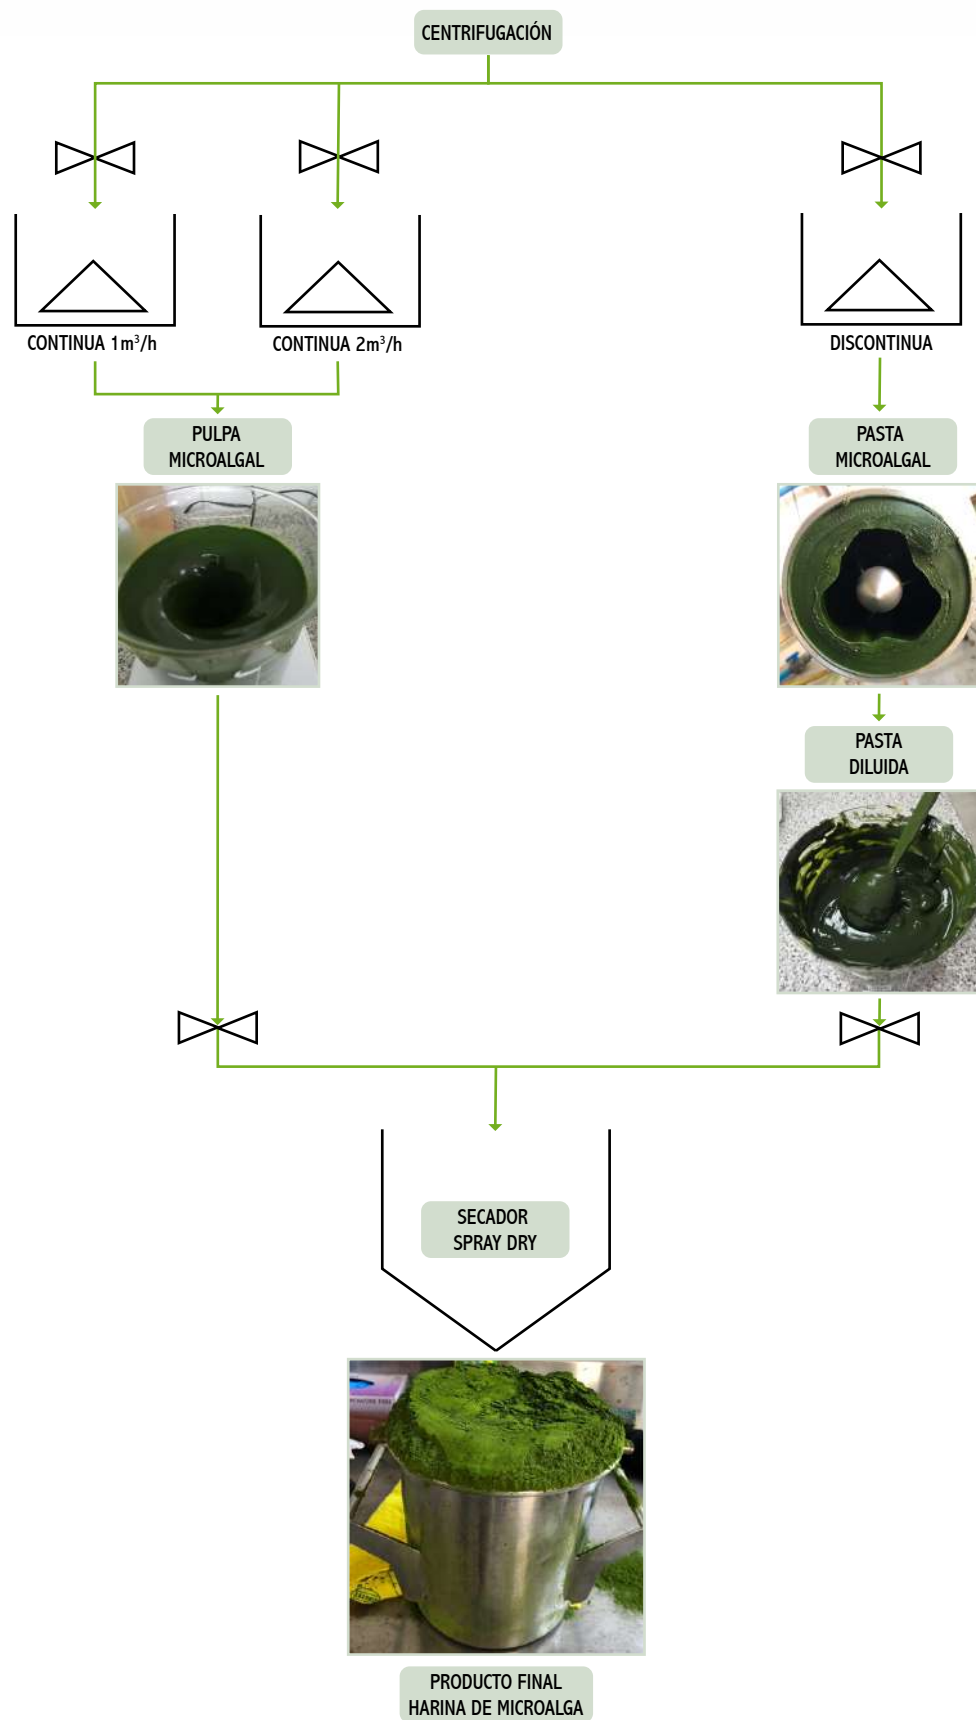 CENTRIFUGACIÓN
CONTINUA 1m³/h
CONTINUA 2m³/h
DISCONTINUA
PULPA
MICROALGAL
PASTA
MICROALGAL
PASTA
DILUIDA
SECADOR
SPRAY DRY
PRODUCTO FINAL
HARINA DE MICROALGA